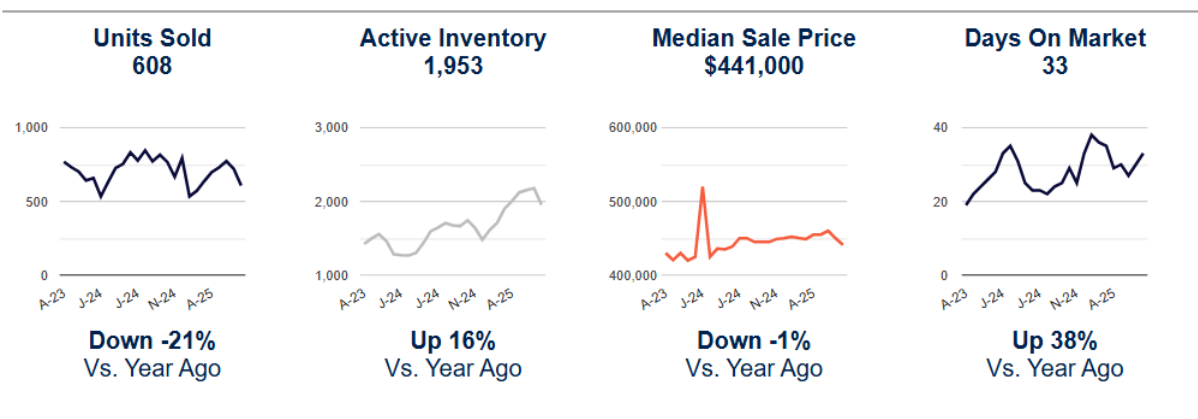 Units Sold
608
1,000
500
0
A-23
J-24
J-24
N-24
A-25
Down -21%
Vs. Year Ago
Active Inventory
1,953
3,000
2,000
1,000
A-23
J-24
J-24
N-24
A-25
Up 16%
Vs. Year Ago
Median Sale Price
$441,000
600,000
500,000
400,000
A-23
J-24
J-24
N-24
A-25
Down -1%
Vs. Year Ago
Days On Market
33
40
20
0
A-23
J-24
J-24
N-24
A-25
Up 38%
Vs. Year Ago